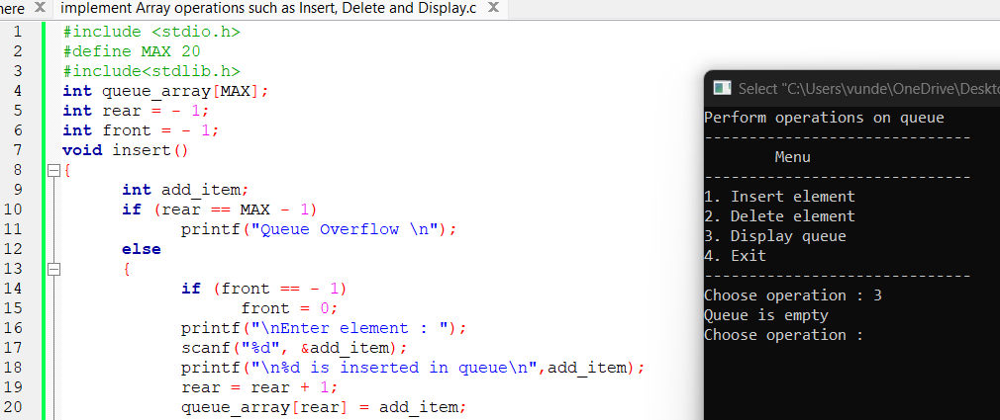 here X implement Array operations such as Insert, Delete and Display.c X
1 #include <stdio.h>
2 #define MAX 20
3 #include<stdlib.h>
4 int queue_array[MAX];
5 int rear = - 1;
6 int front = - 1;
7 void insert()
8 {
9 int add_item;
10 if (rear == MAX - 1)
11 printf("Queue Overflow \n");
12 else
13 {
14 if (front == - 1)
15 front = 0;
16 printf("\nEnter element : ");
17 scanf("%d", &add_item);
18 printf("\n%d is inserted in queue\n",add_item);
19 rear = rear + 1;
20 queue_array[rear] = add_item;
Select "C:\Users\vunde\OneDrive\Deskto
Perform operations on queue
------------------------------
Menu
------------------------------
1. Insert element
2. Delete element
3. Display queue
4. Exit
------------------------------
Choose operation : 3
Queue is empty
Choose operation :